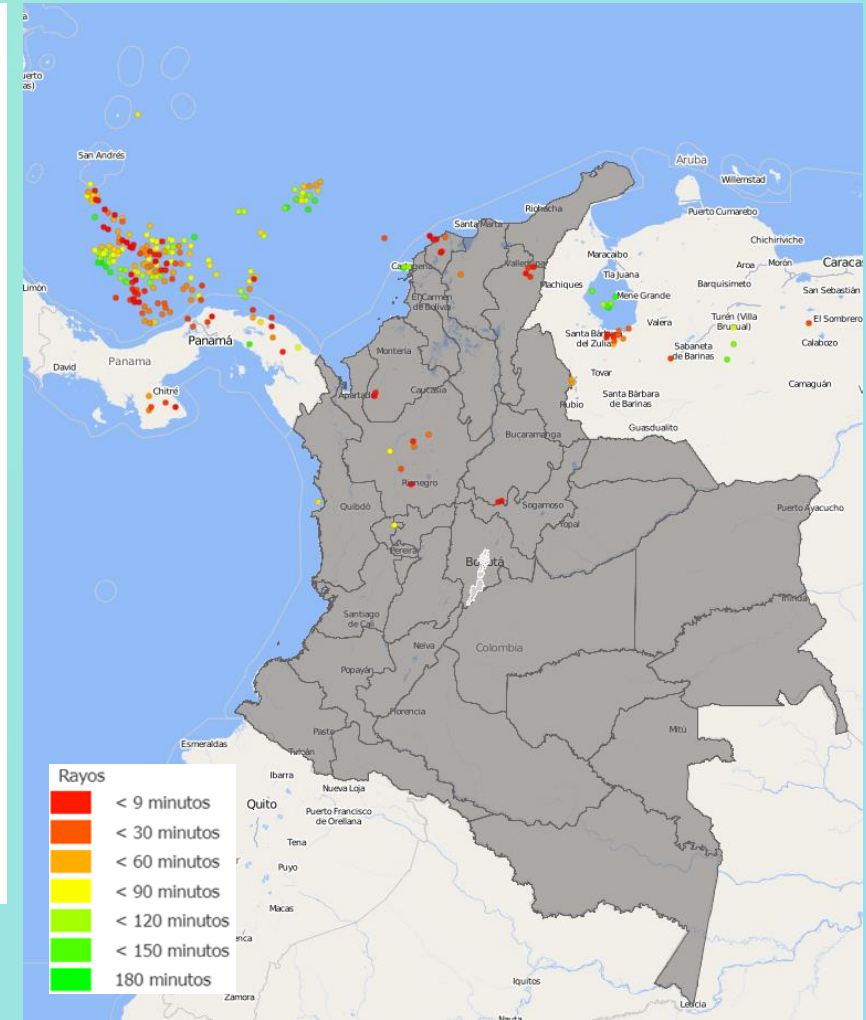 uerto
as)
San Andrés
Aruba
Willemstad
Puerto Cumarebo
Riohacha
Santa Marta
Chichiriviche
Maracaibo
Caracas
Aroa
Morón
Valledupar
Tía Juana
Cartagena
Machiques
Barquisimeto
San Sebastián
Mene Grande
Limón
El Carmen
de Bolívar
Turén (Villa
Bruzual)
El Sombrero
Valera
Santa Bárbara
del Zulia
Panamá
Calabozo
Sabaneta
de Barinas
Montería
Panama
David
Tovar
Camaguán
Chitré
Caucasia
Apartadó
Santa Bárbara
de Barinas
Rubio
Guasdualito
Bucaramanga
Rionegro
Quibdó
Sogamoso
Puerto Ayacucho
Yopal
Pereira
Bogotá
Inírida
Santiago
de Cali
Neiva
Colombia
Popayán
Florencia
Mitú
Pasto
Esmeraldas
Tulcán
Ibarra
Nueva Loja
Quito
Puerto Francisco
de Orellana
Tena
Puyo
Macas
enca
Zamora
Iquitos
Leticia
Nauta
Rayos
< 9 minutos
< 30 minutos
< 60 minutos
< 90 minutos
< 120 minutos
< 150 minutos
180 minutos